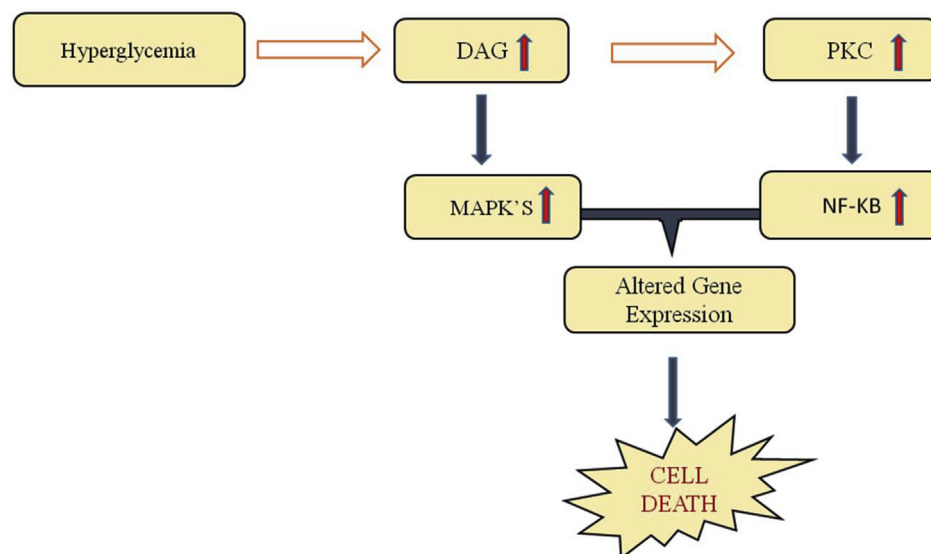 Hyperglycemia
DAG
PKC
MAPK’S
NF-KB
Altered Gene
Expression
CELL
DEATH